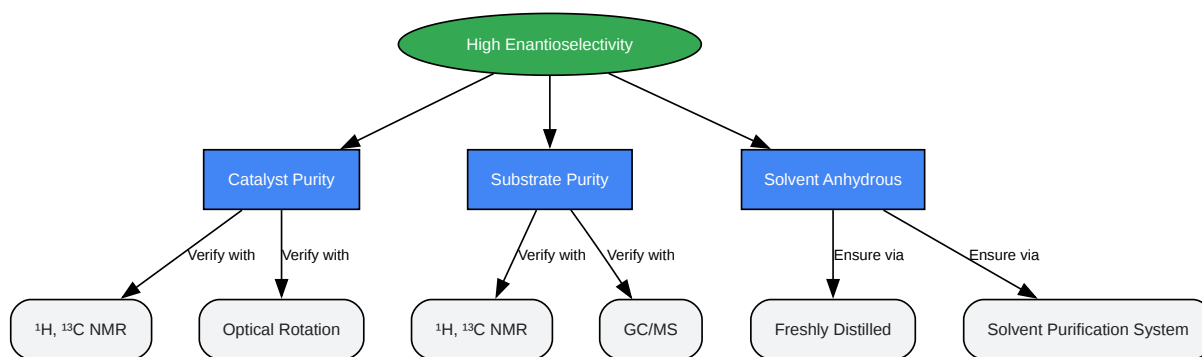 High Enantioselectivity
Catalyst Purity
Substrate Purity
Solvent Anhydrous
Verify with
Verify with
Verify with
Verify with
Ensure via
Ensure via
¹H, ¹³C NMR
Optical Rotation
¹H, ¹³C NMR
GC/MS
Freshly Distilled
Solvent Purification System